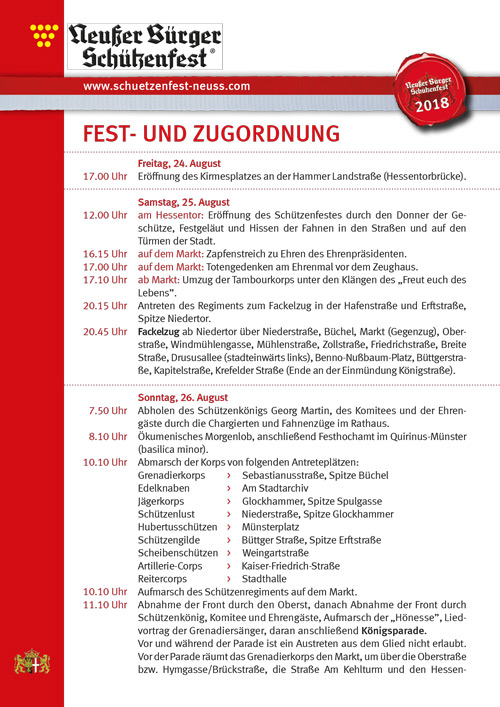 Neußer Bürger
Schützenfest®
www.schuetzenfest-neuss.com
Neußer Bürger
Schützenfest
2018
FEST- UND ZUGORDNUNG
Freitag, 24. August
17.00 Uhr Eröffnung des Kirmesplatzes an der Hammer Landstraße (Hessentorbrücke).
Samstag, 25. August
12.00 Uhr am Hessentor: Eröffnung des Schützenfestes durch den Donner der Ge-
schütze, Festgeläut und Hissen der Fahnen in den Straßen und auf den
Türmen der Stadt.
16.15 Uhr auf dem Markt: Zapfenstreich zu Ehren des Ehrenpräsidenten.
17.00 Uhr auf dem Markt: Totengedenken am Ehrenmal vor dem Zeughaus.
17.10 Uhr ab Markt: Umzug der Tambourkorps unter den Klängen des „Freut euch des
Lebens“.
20.15 Uhr Antreten des Regiments zum Fackelzug in der Hafenstraße und Erftstraße,
Spitze Niedertor.
20.45 Uhr Fackelzug ab Niedertor über Niederstraße, Büchel, Markt (Gegenzug), Ober-
straße, Windmühlengasse, Mühlenstraße, Zollstraße, Friedrichstraße, Breite
Straße, Drususallee (stadteinwärts links), Benno-Nußbaum-Platz, Büttgerstra-
ße, Kapitelstraße, Krefelder Straße (Ende an der Einmündung Königstraße).
Sonntag, 26. August
7.50 Uhr Abholen des Schützenkönigs Georg Martin, des Komitees und der Ehren-
gäste durch die Chargierten und Fahnenzüge im Rathaus.
8.10 Uhr Ökumenisches Morgenlob, anschließend Festhochamt im Quirinus-Münster
(basilica minor).
10.10 Uhr Abmarsch der Korps von folgenden Antreteplätzen:
Grenadierkorps > Sebastianusstraße, Spitze Büchel
Edelknaben > Am Stadtarchiv
Jägerkorps > Glockhammer, Spitze Spulgasse
Schützenlust > Niederstraße, Spitze Glockhammer
Hubertusschützen > Münsterplatz
Schützengilde > Büttger Straße, Spitze Erftstraße
Scheibenschützen > Weingartstraße
Artillerie-Corps > Kaiser-Friedrich-Straße
Reitercorps > Stadthalle
10.10 Uhr Aufmarsch des Schützenregiments auf dem Markt.
11.10 Uhr Abnahme der Front durch den Oberst, danach Abnahme der Front durch
Schützenkönig, Komitee und Ehrengäste, Aufmarsch der „Hönesse“, Lied-
vortrag der Grenadiersänger, daran anschließend Königsparade.
Vor und während der Parade ist ein Austreten aus dem Glied nicht erlaubt.
Vor der Parade räumt das Grenadierkorps den Markt, um über die Oberstraße
bzw. Hymgasse/Brückstraße, die Straße Am Kehlturm und den Hessen-